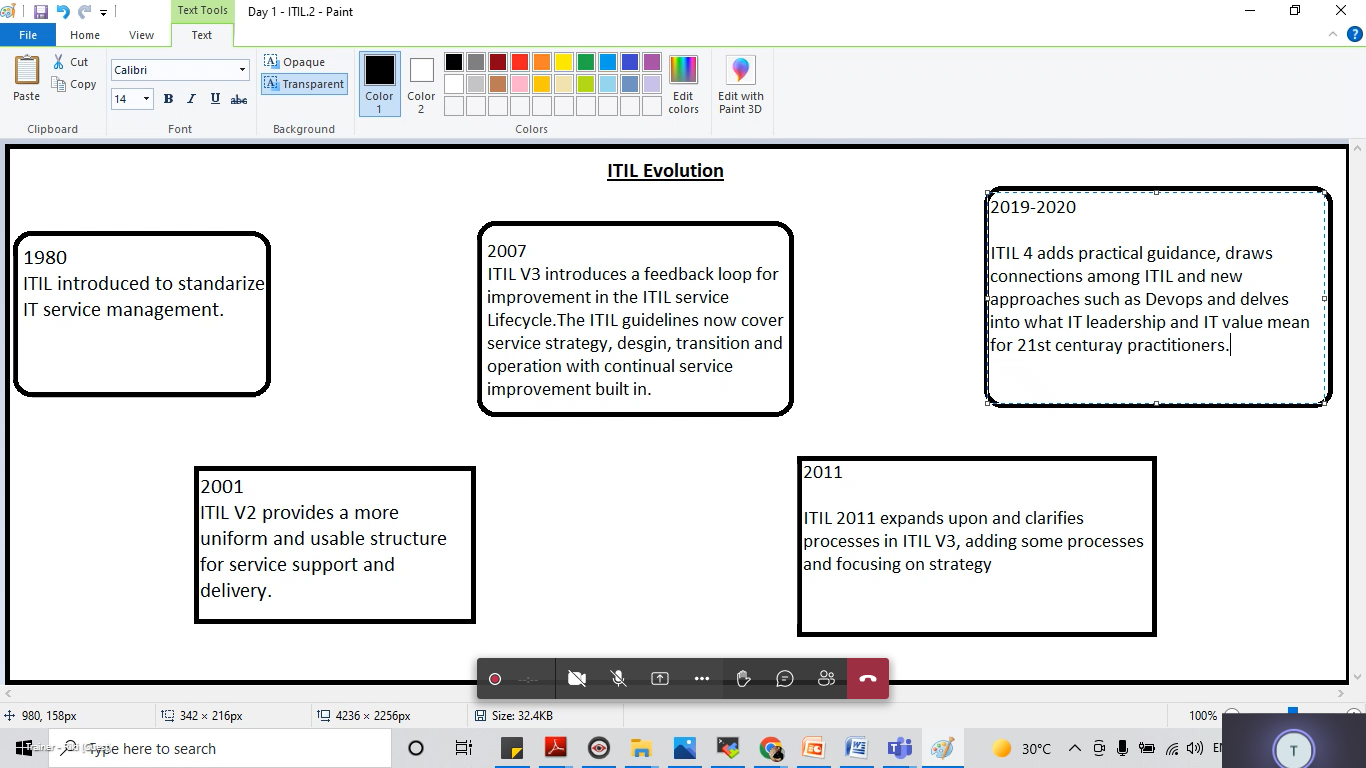 Text Tools
Day 1 - ITIL.2 - Paint
File
Home
View
Text
Paste
Cut
Copy
Clipboard
Calibri
14
B I U abc
Font
Opaque
Transparent
Background
Color 1
Color 2
Edit colors
Colors
Edit with Paint 3D
ITIL Evolution
1980
ITIL introduced to standarize
IT service management.
2007
ITIL V3 introduces a feedback loop for
improvement in the ITIL service
Lifecycle.The ITIL guidelines now cover
service strategy, desgin, transition and
operation with continual service
improvement built in.
2019-2020
ITIL 4 adds practical guidance, draws
connections among ITIL and new
approaches such as Devops and delves
into what IT leadership and IT value mean
for 21st centuray practitioners.
2001
ITIL V2 provides a more
uniform and usable structure
for service support and
delivery.
2011
ITIL 2011 expands upon and clarifies
processes in ITIL V3, adding some processes
and focusing on strategy
--:--
980, 158px
342 × 216px
4236 × 2256px
Size: 32.4KB
100%
Type here to search
30°C
T